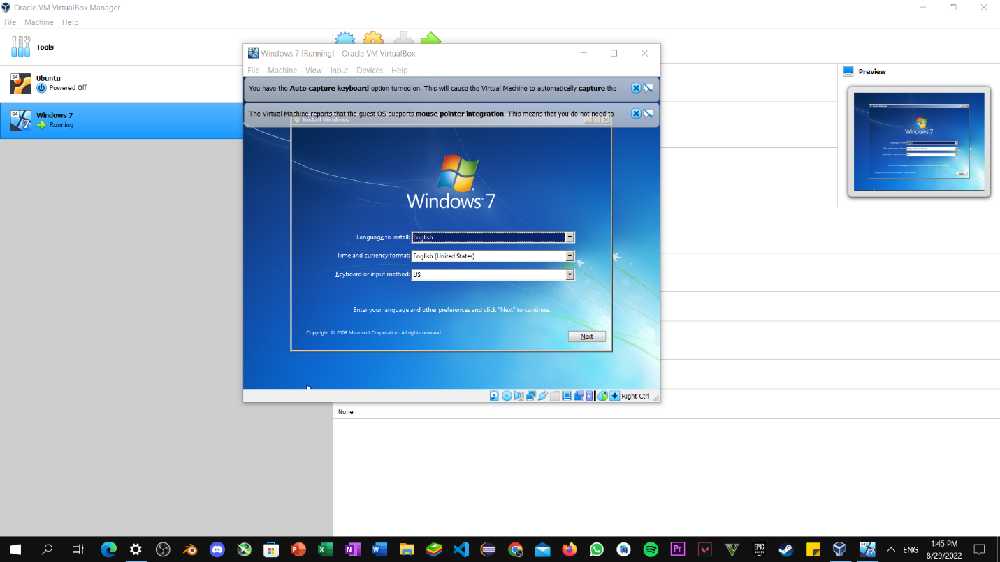 Oracle VM VirtualBox Manager
File Machine Help
Tools
64
Ubuntu
Powered Off
64
Windows 7
Running
Windows 7 [Running] - Oracle VM VirtualBox
File Machine View Input Devices Help
You have the Auto capture keyboard option turned on. This will cause the Virtual Machine to automatically capture the
The Virtual Machine reports that the guest OS supports mouse pointer integration. This means that you do not need to
Install Windows
Windows 7
Language to install: English
Time and currency format: English (United States)
Keyboard or input method: US
Enter your language and other preferences and click "Next" to continue.
Copyright © 2009 Microsoft Corporation. All rights reserved.
Next
Right Ctrl
Preview
Windows 7
None
ENG
1:45 PM
8/29/2022